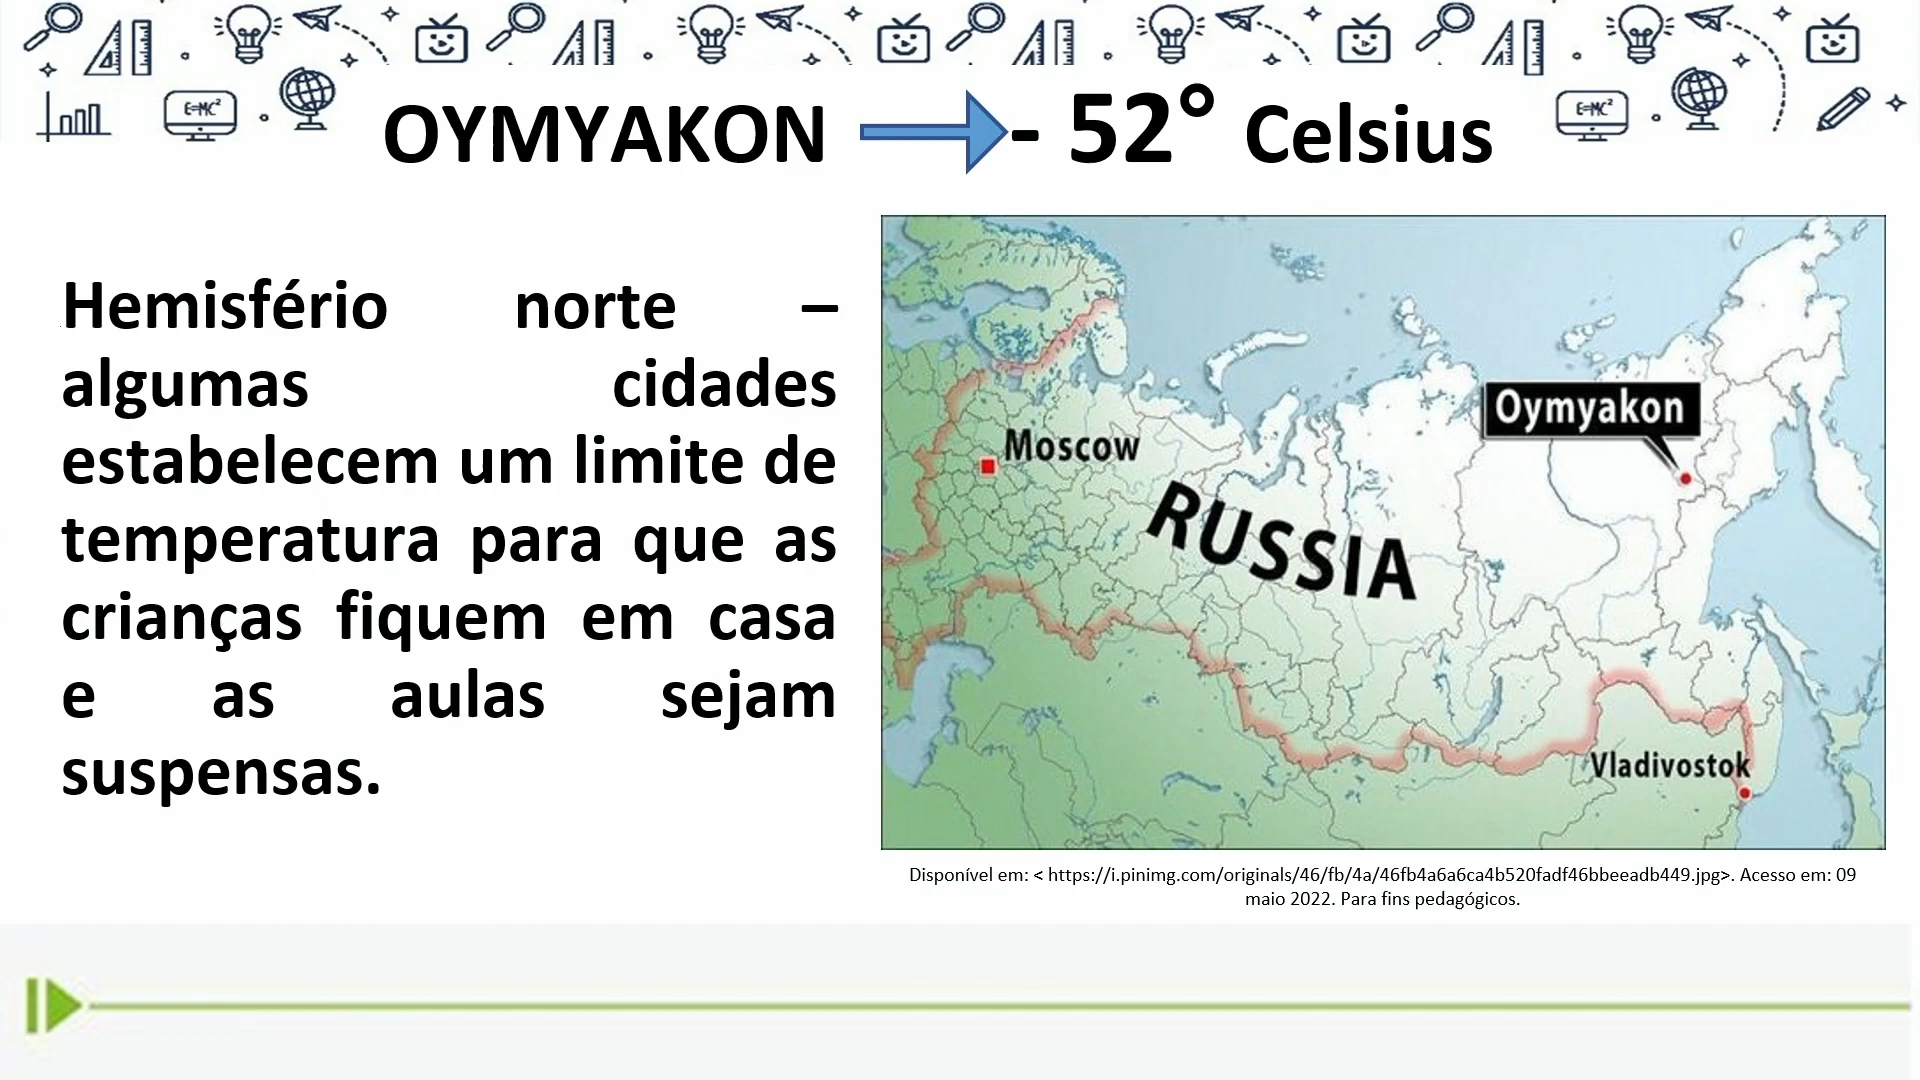 E=MC²
E=MC²
OYMYAKON - 52° Celsius
Hemisfério norte –
algumas cidades
estabelecem um limite de
temperatura para que as
crianças fiquem em casa
e as aulas sejam
suspensas.
Oymyakon
Moscow
RUSSIA
Vladivostok
Disponível em: < https://i.pinimg.com/originals/46/fb/4a/46fb4a6a6ca4b520fadf46bbeeadb449.jpg>. Acesso em: 09
maio 2022. Para fins pedagógicos.